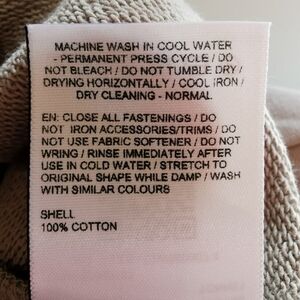 MACHINE WASH IN COOL WATER
- PERMANENT PRESS CYCLE / DO
NOT BLEACH / DO NOT TUMBLE DRY /
DRYING HORIZONTALLY / COOL IRON /
DRY CLEANING - NORMAL
EN: CLOSE ALL FASTENINGS / DO
NOT IRON ACCESSORIES/TRIMS / DO
NOT USE FABRIC SOFTENER / DO NOT
WRING / RINSE IMMEDIATELY AFTER
USE IN COLD WATER / STRETCH TO
ORIGINAL SHAPE WHILE DAMP / WASH
WITH SIMILAR COLOURS
SHELL
100% COTTON